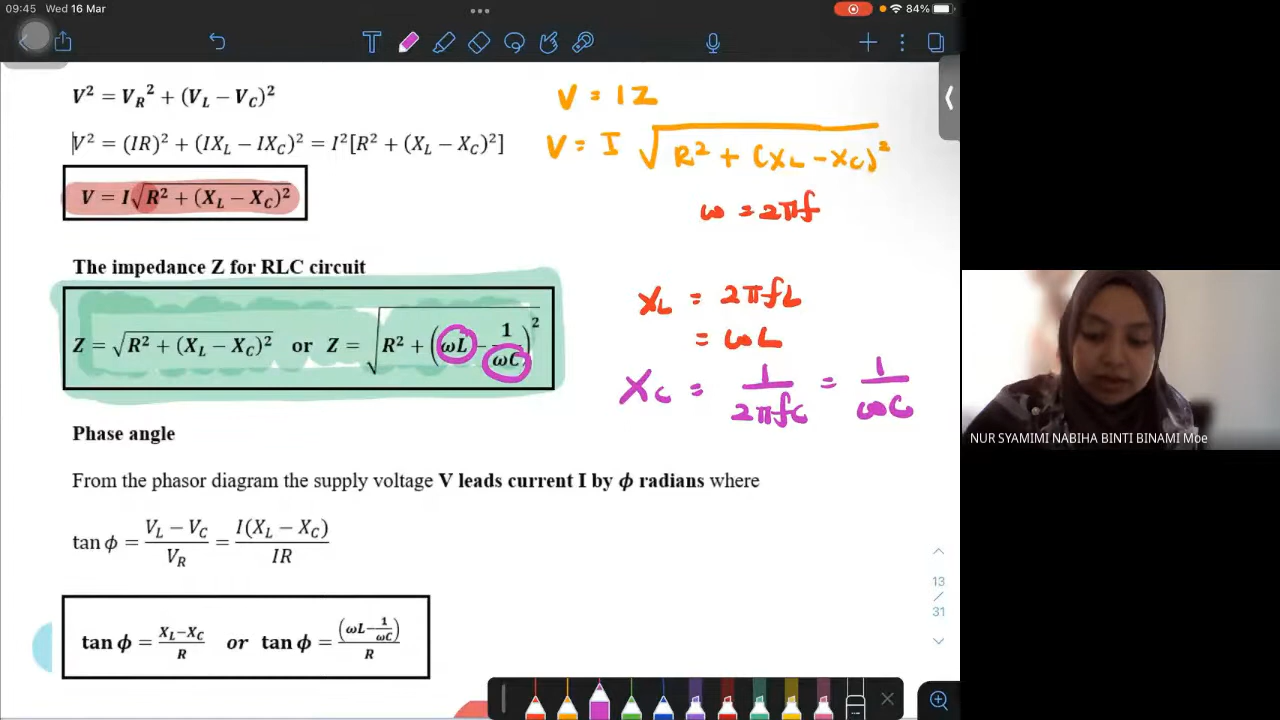 09:45 Wed 16 Mar
84%
V² = V_R² + (V_L − V_C)²
V² = (IR)² + (IX_L − IX_C)² = I²[R² + (X_L − X_C)²]
V = I√R² + (X_L − X_C)²
V = IZ
V = I √R² + (X_L − X_C)²
ω = 2πf
The impedance Z for RLC circuit
Z = √R² + (X_L − X_C)² or Z = √R² + (ωL − 1/ωC)²
X_L = 2πfL
= ωL
X_C = 1/2πfC = 1/ωC
Phase angle
From the phasor diagram the supply voltage V leads current I by ϕ radians where
tan ϕ = V_L − V_C/V_R = I(X_L − X_C)/IR
tan ϕ = X_L−X_C/R or tan ϕ = (ωL−1/ωC)/R
13
/
31
NUR SYAMIMI NABIHA BINTI BINAMI Moe